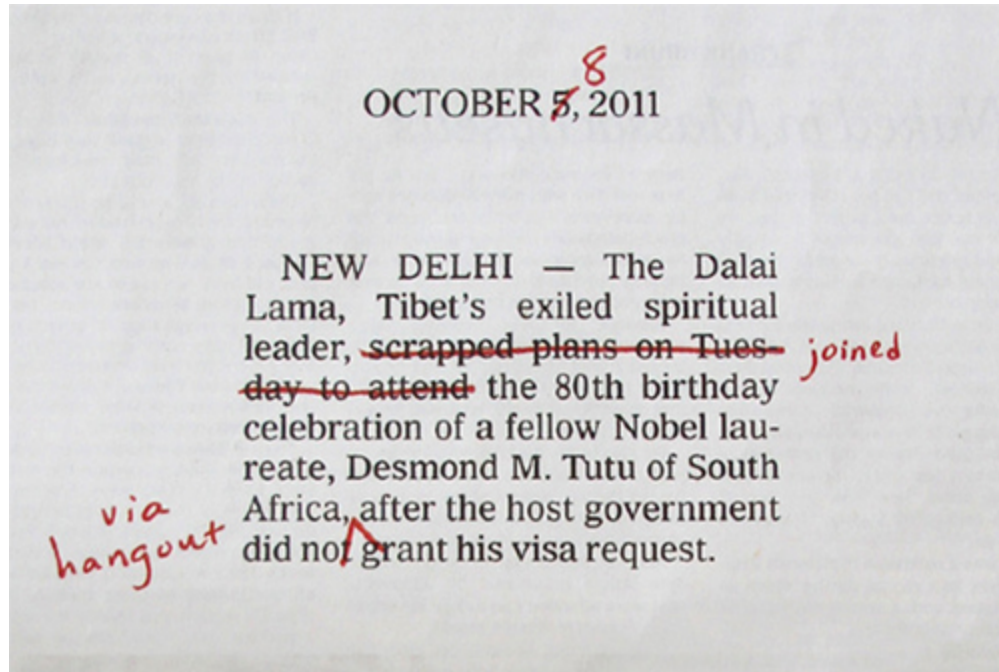 8
OCTOBER 5, 2011
NEW DELHI — The Dalai
Lama, Tibet's exiled spiritual
leader, scrapped plans on Tues- joined
day to attend the 80th birthday
celebration of a fellow Nobel lau-
reate, Desmond M. Tutu of South
via Africa, after the host government
hangout did not grant his visa request.